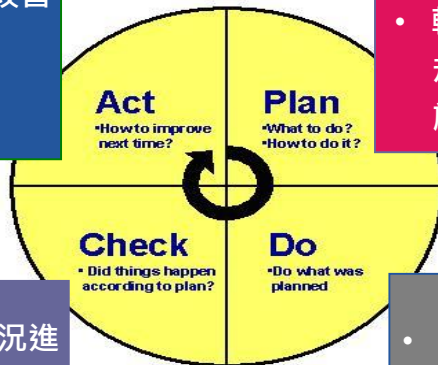 Act
•How to improve
next time?
Plan
•What to do?
•How to do it?
Check
• Did things happen
according to plan?
Do
•Do what was
planned
況進
•